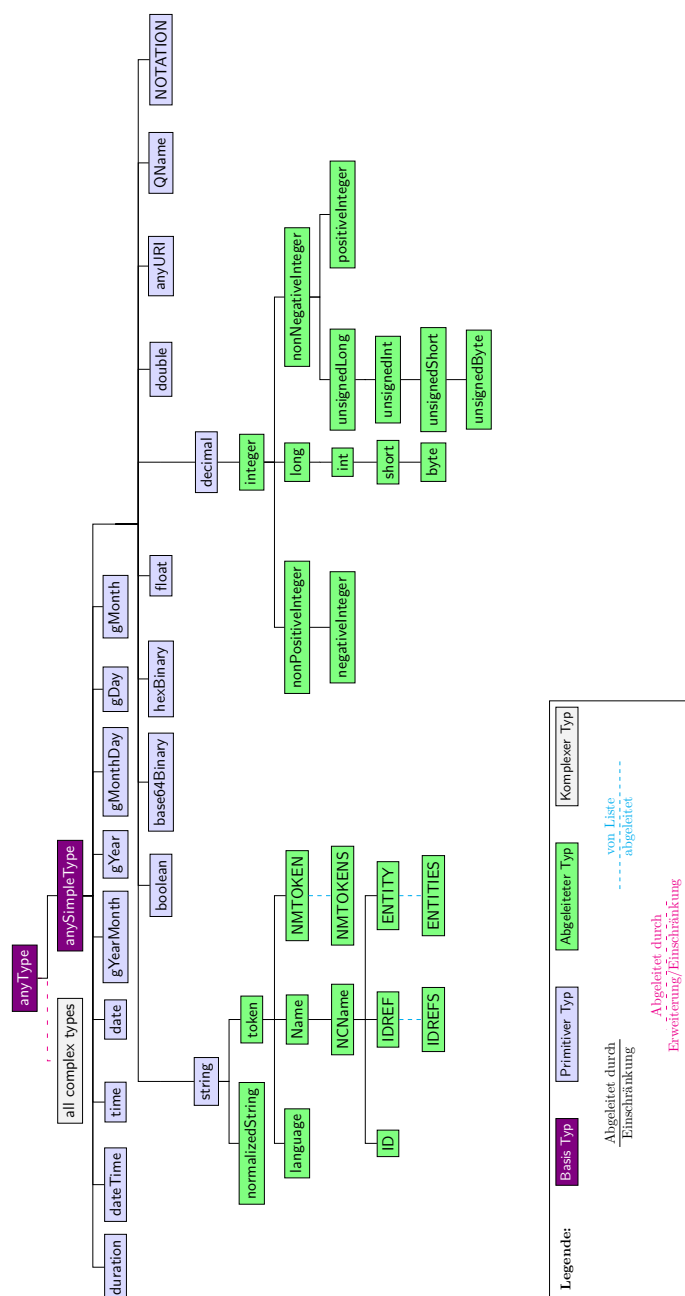 anyType
all complex types
anySimpleType
duration
dateTime
time
date
gYearMonth
gYear
gMonthDay
gDay
gMonth
boolean
base64Binary
hexBinary
float
double
anyURI
QName
NOTATION
string
decimal
normalizedString
token
integer
language
Name
NMTOKEN
nonPositiveInteger
long
nonNegativeInteger
NCName
NMTOKENS
negativeInteger
int
unsignedLong
positiveInteger
ID
IDREF
ENTITY
short
unsignedInt
IDREFS
ENTITIES
byte
unsignedShort
unsignedByte
Legende:
Basis Typ
Primitiver Typ
Abgeleiteter Typ
Komplexer Typ
Abgeleitet durch
Einschränkung
von Liste
abgeleitet
Abgeleitet durch
Erweiterung/Einschränkung